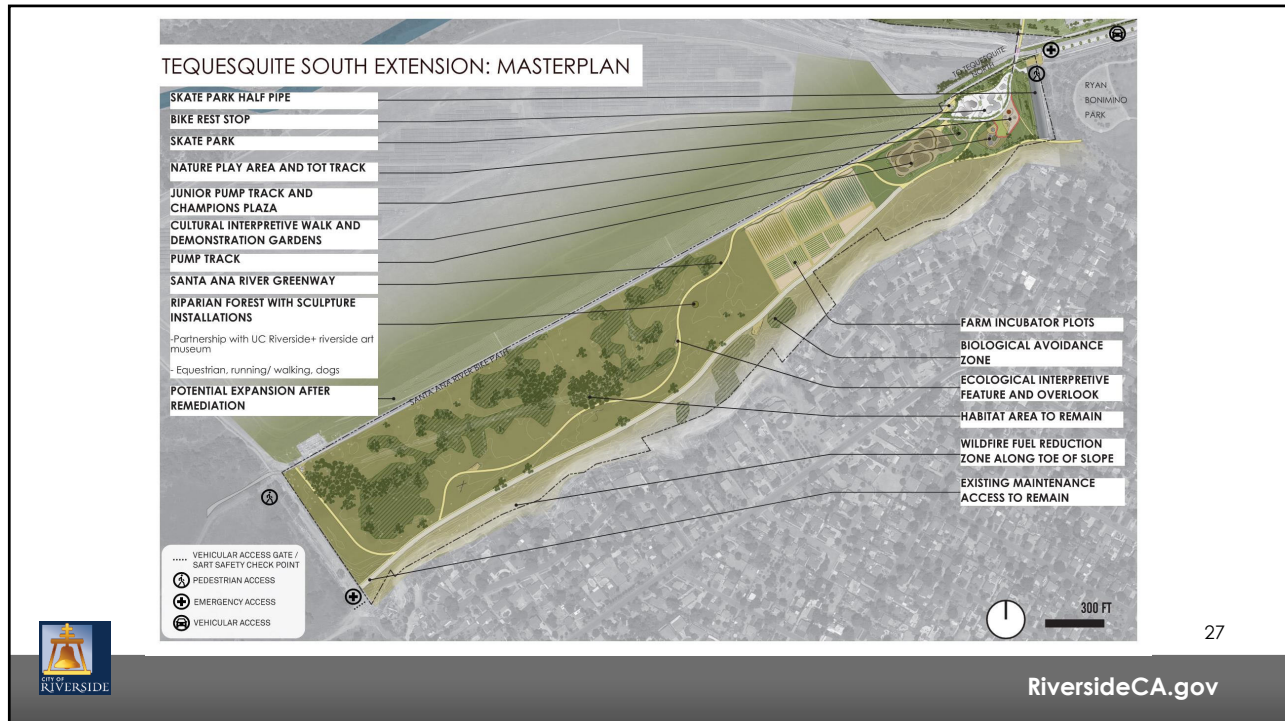 TEQUESQUITE SOUTH EXTENSION: MASTERPLAN
SKATE PARK HALF PIPE
BIKE REST STOP
SKATE PARK
NATURE PLAY AREA AND TOT TRACK
JUNIOR PUMP TRACK AND
CHAMPIONS PLAZA
CULTURAL INTERPRETIVE WALK AND
DEMONSTRATION GARDENS
PUMP TRACK
SANTA ANA RIVER GREENWAY
RIPARIAN FOREST WITH SCULPTURE
INSTALLATIONS
-Partnership with UC Riverside+ riverside art
museum
- Equestrian, running/ walking, dogs
POTENTIAL EXPANSION AFTER
REMEDIATION
TO TEQUESQUITE
NORTH
RYAN
BONIMINO
PARK
SANTA ANA RIVER BIKE PATH
FARM INCUBATOR PLOTS
BIOLOGICAL AVOIDANCE
ZONE
ECOLOGICAL INTERPRETIVE
FEATURE AND OVERLOOK
HABITAT AREA TO REMAIN
WILDFIRE FUEL REDUCTION
ZONE ALONG TOE OF SLOPE
EXISTING MAINTENANCE
ACCESS TO REMAIN
VEHICULAR ACCESS GATE /
SART SAFETY CHECK POINT
PEDESTRIAN ACCESS
EMERGENCY ACCESS
VEHICULAR ACCESS
300 FT
27
CITY OF
RIVERSIDE
RiversideCA.gov